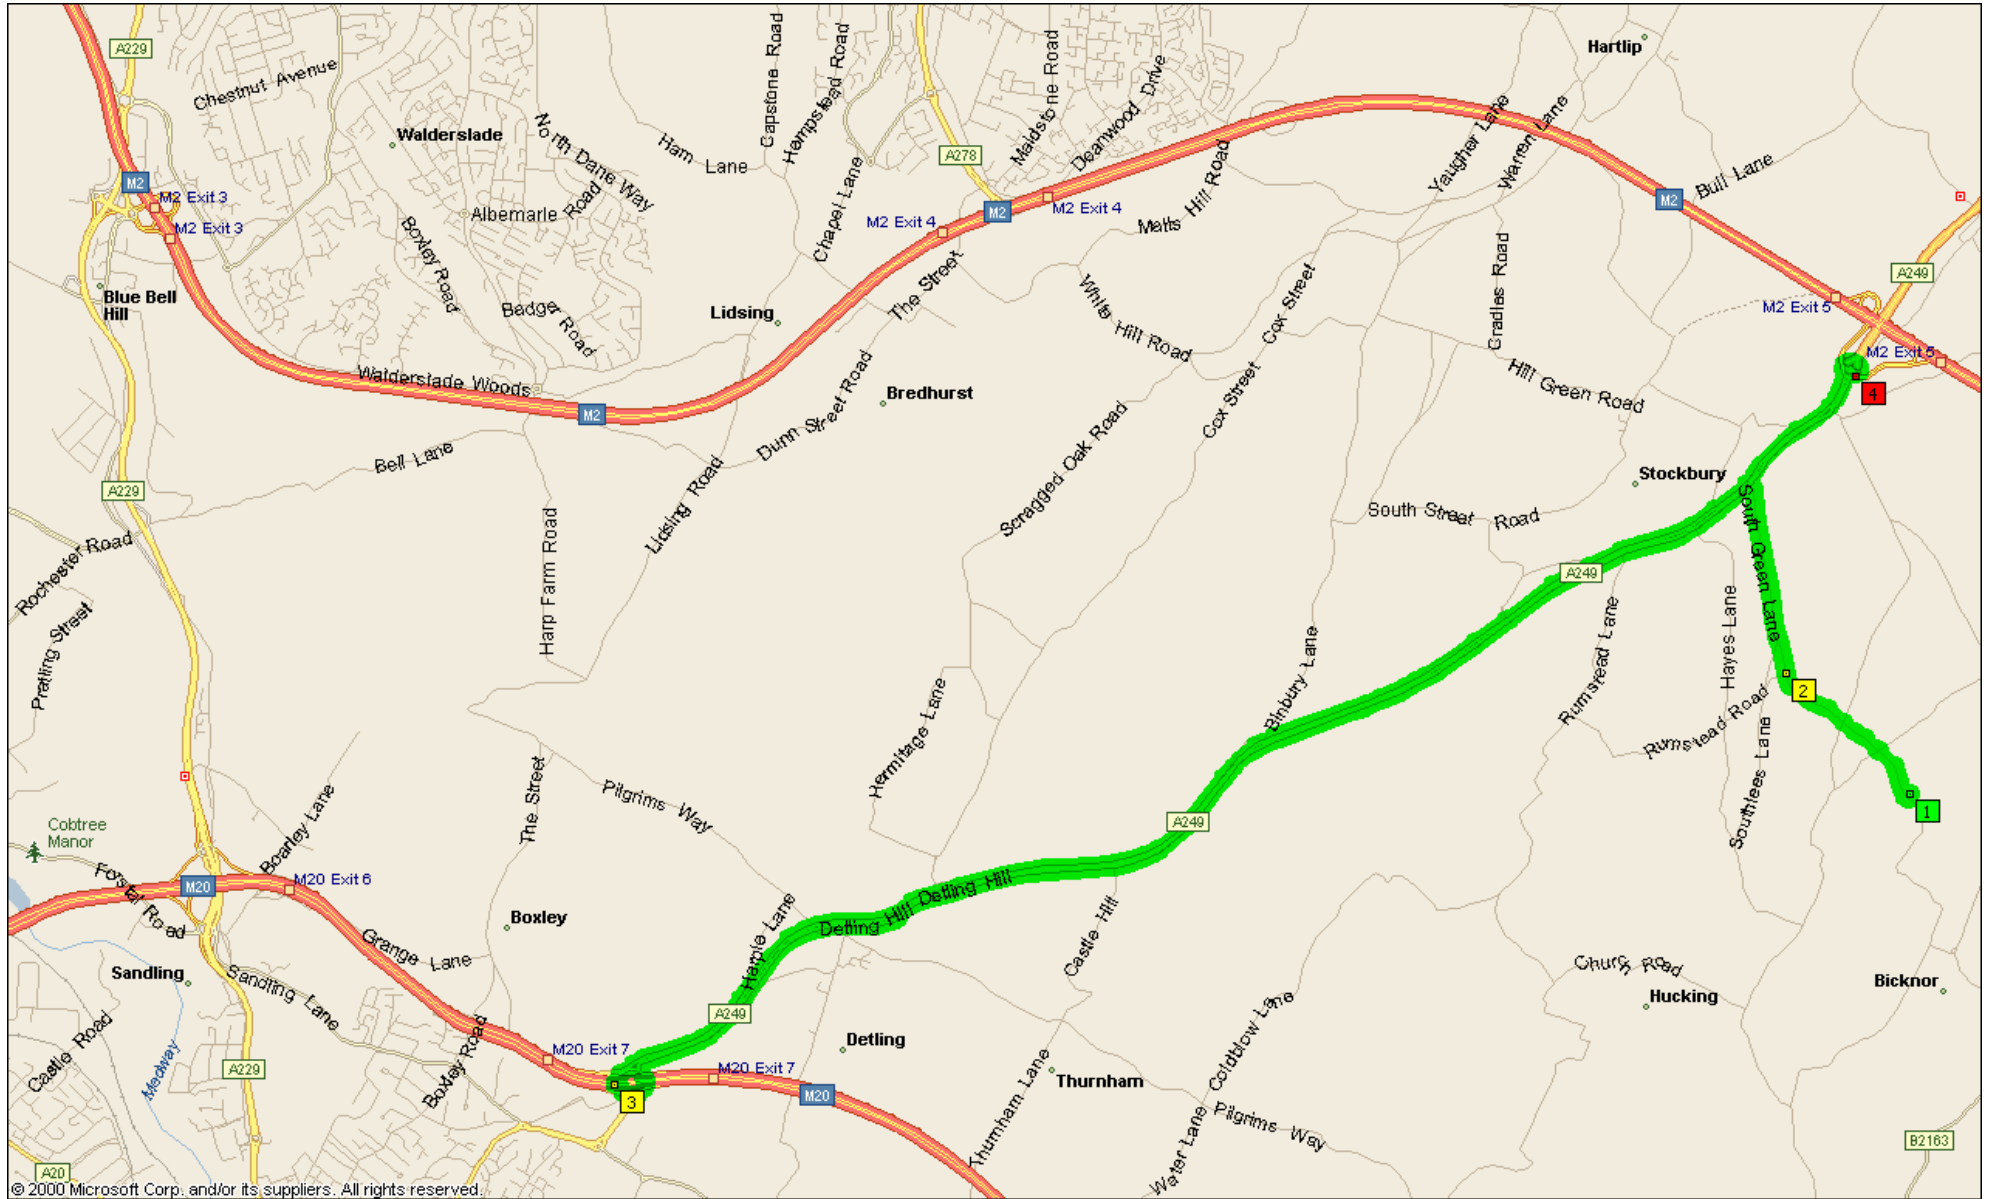 A229
Chestnut Avenue
Walderslade
North Dane Way
Ham Lane
Capstone Road
Hempstead Road
Maidstone Road
Deanwood Drive
A278
Hartlip
Yaugher Lane
Warren Lane
Bull Lane
M2
M2 Exit 3
M2 Exit 3
Albemarle Road
Boxley Road
Chapel Lane
M2 Exit 4
M2
M2 Exit 4
Matts Hill Road
M2
A249
Blue Bell
Hill
Badger Road
Lidsing
The Street
White Hill Road
Cox Street
Cradles Road
M2 Exit 5
M2 Exit 5
Walderslade Woods
M2
Bredhurst
Dunn Street Road
Hill Green Road
4
Bell Lane
Cox Street
Scragged Oak Road
Stockbury
A229
Lidsing Road
South Street Road
South Green Lane
Rochester Road
Harp Farm Road
A249
Pratling Street
Binbury Lane
Rumstead Lane
Hayes Lane
Hermitage Lane
Rumstead Road
2
Southlees Lane
Pilgrims Way
The Street
1
Cobtree
Manor
Boarley Lane
A249
Forstal Road
M20
M20 Exit 6
Boxley
Harple Lane
Detling Hill
Detling Hill
Castle Hill
Grange Lane
Sandling
Sandling Lane
Church Road
Hucking
Bicknor
A249
Castle Road
Medway
A229
Boxley Road
M20 Exit 7
M20 Exit 7
Detling
Thurnham
Coldblow Lane
3
M20
Thurnham Lane
Water Lane
Pilgrims Way
B2163
A20
© 2000 Microsoft Corp. and/or its suppliers. All rights reserved.